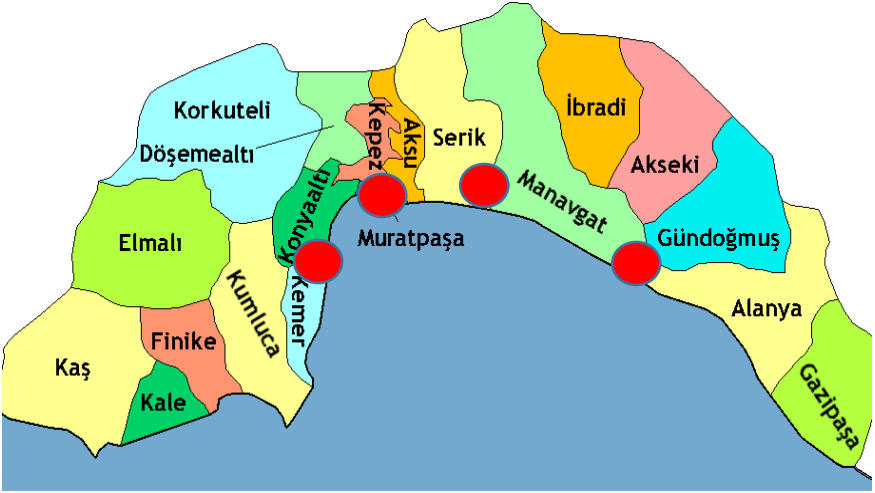 Korkuteli
Döşemealtı
Kepez
Aksu
Serik
İbradi
Akseki
Manavgat
Gündoğmuş
Elmalı
Konyaaltı
Muratpaşa
Kemer
Kumluca
Alanya
Finike
Kaş
Kale
Gazipaşa